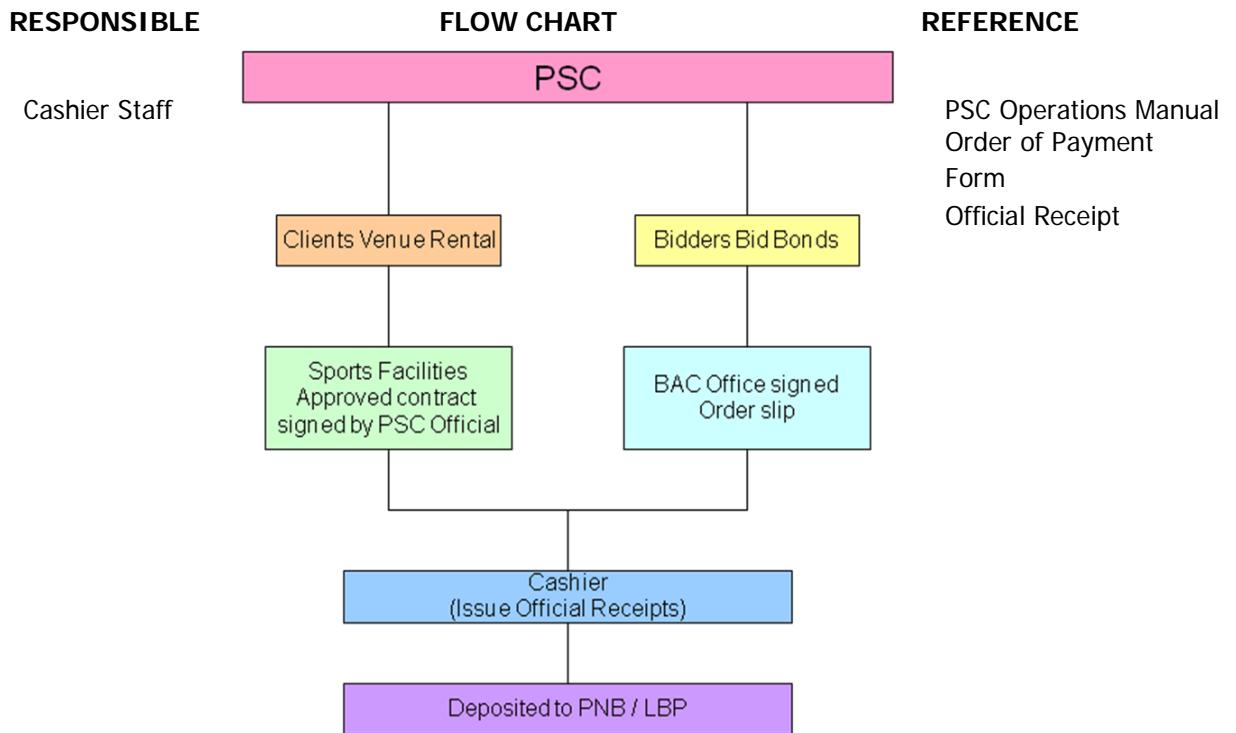 RESPONSIBLE
FLOW CHART
REFERENCE
PSC
Cashier Staff
PSC Operations Manual
Order of Payment
Form
Official Receipt
Clients Venue Rental
Bidders Bid Bonds
Sports Facilities
Approved contract
signed by PSC Official
BAC Office signed
Order slip
Cashier
(Issue Official Receipts)
Deposited to PNB / LBP